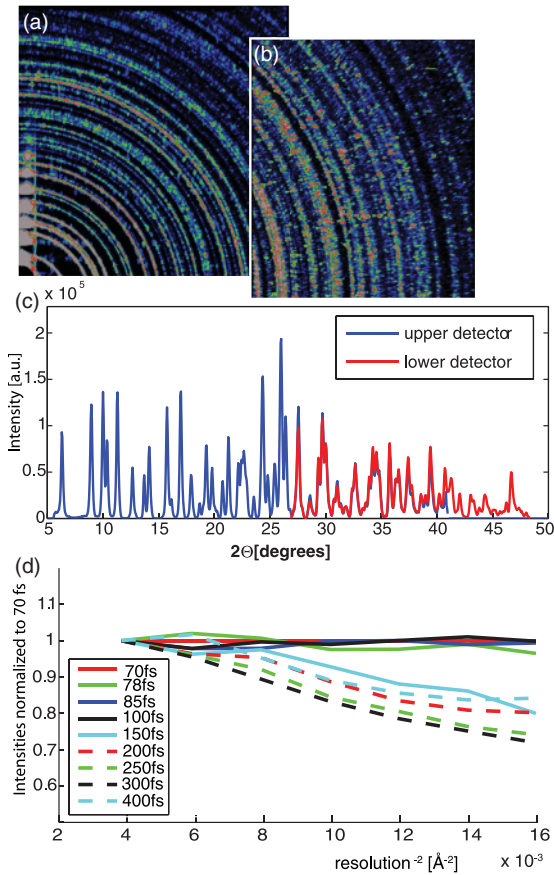 (a)
(b)
(c)
× 10⁵
2
1.5
1
0.5
0
Intensity [a.u.]
upper detector
lower detector
5 10 15 20 25 30 35 40 45 50
2Θ[degrees]
(d)
Intensities normalized to 70 fs
1.1
1
0.9
0.8
0.7
0.6
70fs
78fs
85fs
100fs
150fs
200fs
250fs
300fs
400fs
2 4 6 8 10 12 14 16
resolution⁻² [Å⁻²] × 10⁻³